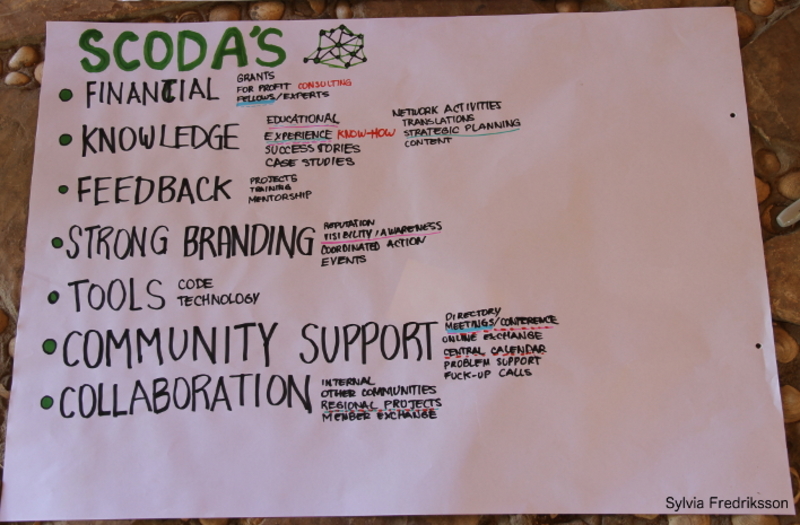 SCODA'S
FINANCIAL
GRANTS
FOR PROFIT CONSULTING
FELLOWS/EXPERTS
KNOWLEDGE
EDUCATIONAL
EXPERIENCE KNOW-HOW
SUCCESS STORIES
CASE STUDIES
NETWORK ACTIVITIES
TRANSLATIONS
STRATEGIC PLANNING
CONTENT
FEEDBACK
PROJECTS
TRAINING
MENTORSHIP
STRONG BRANDING
REPUTATION
VISIBILITY/AWARENESS
COORDINATED ACTION
EVENTS
TOOLS
CODE
TECHNOLOGY
COMMUNITY SUPPORT
DIRECTORY
MEETINGS/CONFERENCE
ONLINE EXCHANGE
CENTRAL CALENDAR
PROBLEM SUPPORT
FUCK-UP CALLS
COLLABORATION
INTERNAL
OTHER COMMUNITIES
REGIONAL PROJECTS
MEMBER EXCHANGE
Sylvia Fredriksson